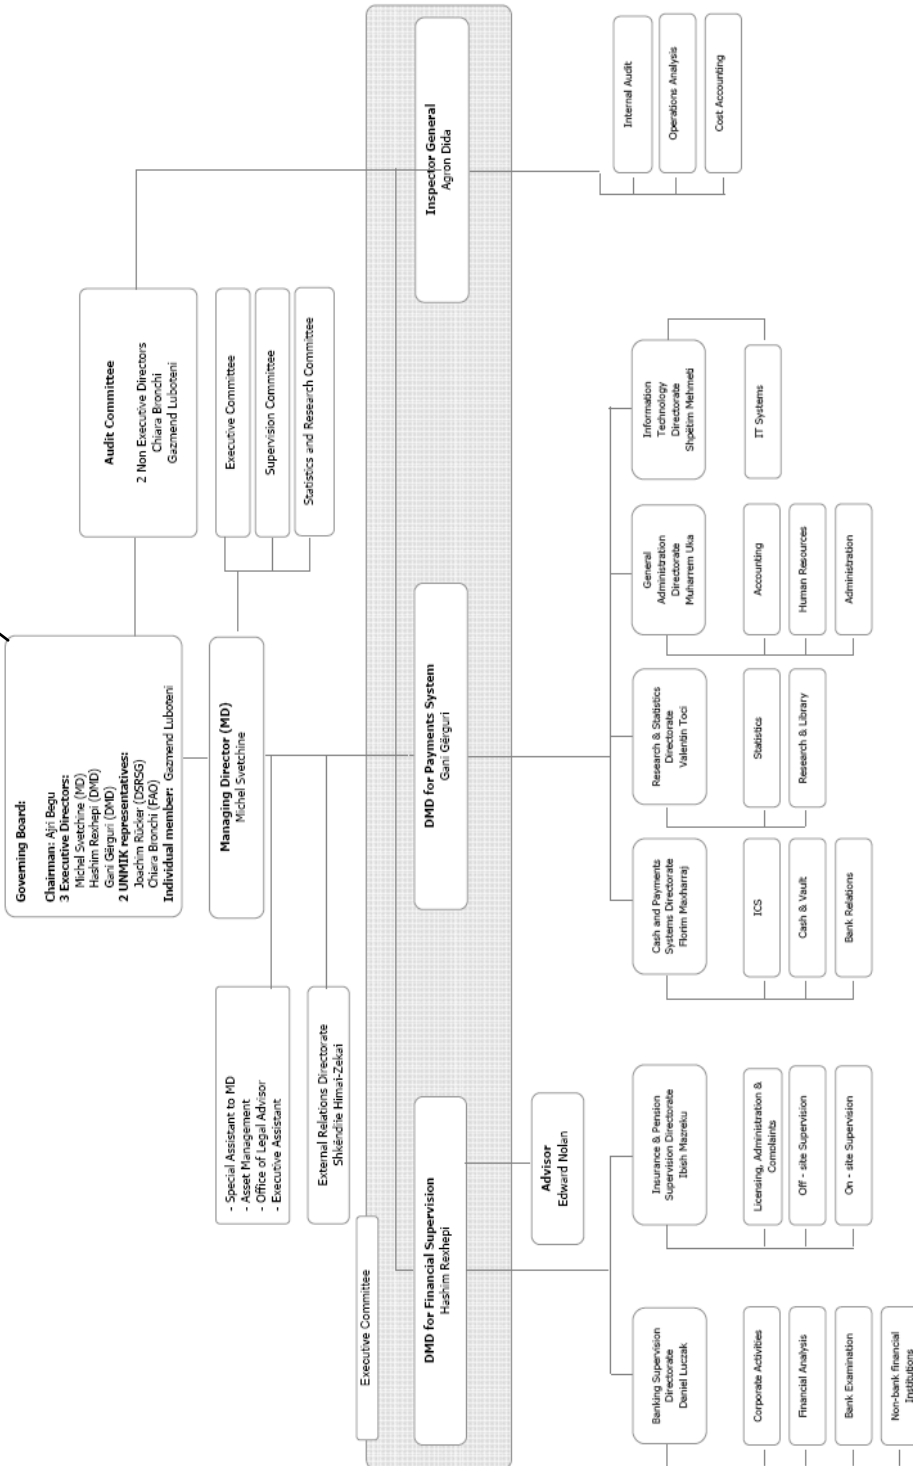 Governing Board:
Chairman: Ajri Begu
3 Executive Directors:
Michel Svetchine (MD)
Hashim Rexhepi (DMD)
Gani Gërguri (DMD)
2 UNMIK representatives:
Joachim Rücker (DSRSG)
Chiara Bronchi (FAO)
Individual member: Gazmend Luboteni
Audit Committee
2 Non Executive Directors
Chiara Bronchi
Gazmend Luboteni
Managing Director (MD)
Michel Svetchine
Executive Committee
Supervision Committee
Statistics and Research Committee
- Special Assistant to MD
- Asset Management
- Office of Legal Advisor
- Executive Assistant
External Relations Directorate
Shkëndije Himaj-Zekaj
Executive Committee
DMD for Financial Supervision
Hashim Rexhepi
DMD for Payments System
Gani Gërguri
Inspector General
Agron Dida
Advisor
Edward Nolan
Internal Audit
Operations Analysis
Cost Accounting
Banking Supervision
Directorate
Daniel Luczak
Corporate Activities
Financial Analysis
Bank Examination
Non-bank financial
Institutions
Insurance & Pension
Supervision Directorate
Ibish Mazreku
Licensing, Administration &
Complaints
Off - site Supervision
On - site Supervision
Cash and Payments
Systems Directorate
Florim Maxharraj
ICS
Cash & Vault
Bank Relations
Research & Statistics
Directorate
Valentin Toci
Statistics
Research & Library
General
Administration
Directorate
Muharrem Uka
Accounting
Human Resources
Administration
Information
Technology
Directorate
Shpëtim Mehmeti
IT Systems